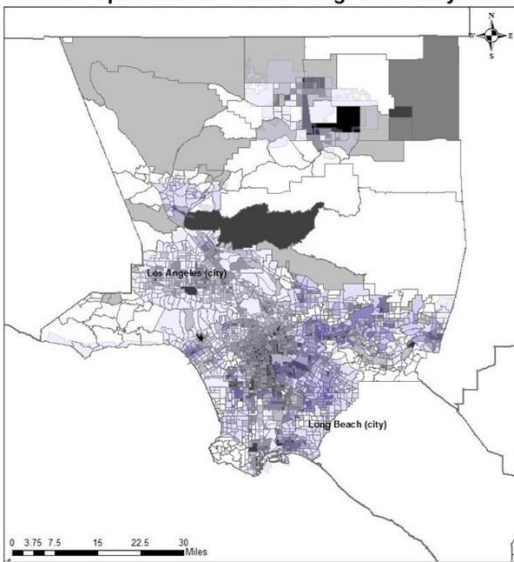 N
W E
S
Los Angeles (city)
Long Beach (city)
0 3.75 7.5 15 22.5 30
Miles